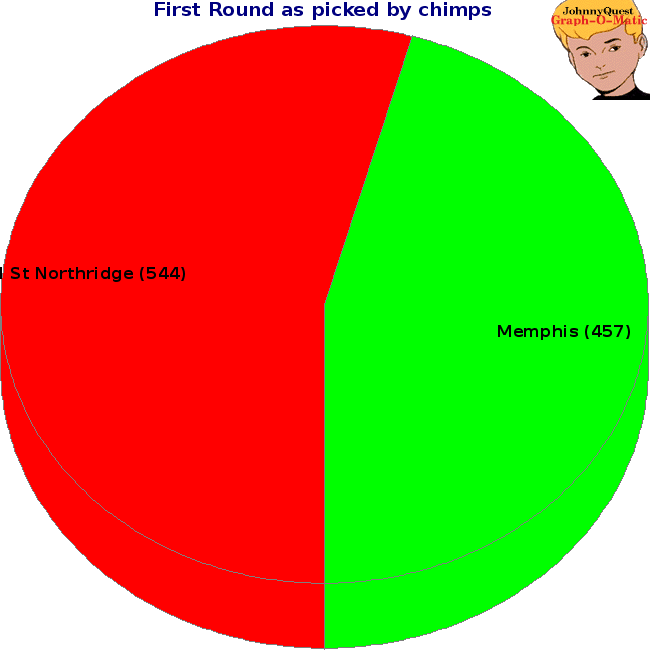 First Round as picked by chimps
JohnnyQuest
Graph-O-Matic
St Northridge (544)
Memphis (457)